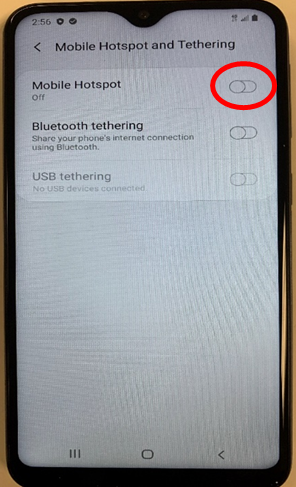 2:56
Mobile Hotspot and Tethering
Mobile Hotspot
Off
Bluetooth tethering
Share your phone's internet connection
using Bluetooth.
USB tethering
No USB devices connected